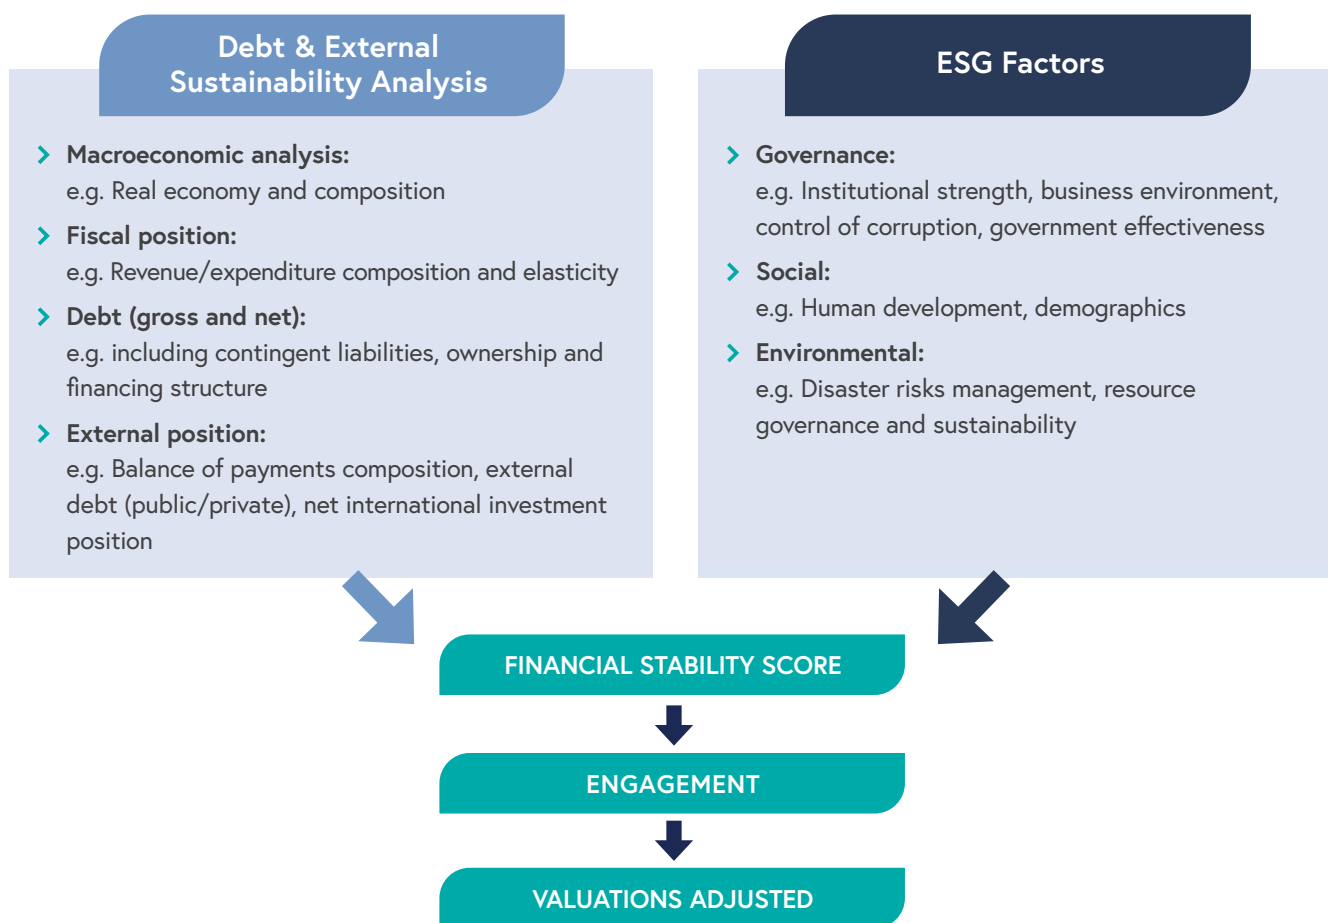 Debt & External
Sustainability Analysis
Macroeconomic analysis:
e.g. Real economy and composition
Fiscal position:
e.g. Revenue/expenditure composition and elasticity
Debt (gross and net):
e.g. including contingent liabilities, ownership and
financing structure
External position:
e.g. Balance of payments composition, external
debt (public/private), net international investment
position
ESG Factors
Governance:
e.g. Institutional strength, business environment,
control of corruption, government effectiveness
Social:
e.g. Human development, demographics
Environmental:
e.g. Disaster risks management, resource
governance and sustainability
FINANCIAL STABILITY SCORE
ENGAGEMENT
VALUATIONS ADJUSTED